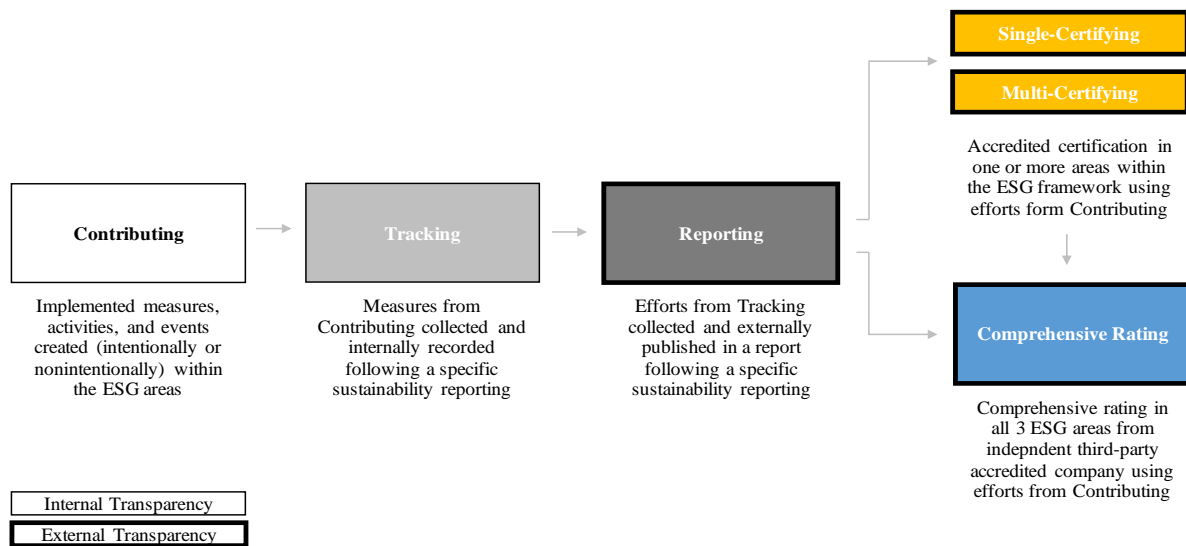 Single-Certifying
Multi-Certifying
Accredited certification in
one or more areas within
the ESG framework using
efforts form Contributing
Contributing
Tracking
Reporting
Implemented measures,
activities, and events
created (intentionally or
nonintentionally) within
the ESG areas
Measures from
Contributing collected and
internally recorded
following a specific
sustainability reporting
Efforts from Tracking
collected and externally
published in a report
following a specific
sustainability reporting
Comprehensive Rating
Comprehensive rating in
all 3 ESG areas from
indepndent third-party
accredited company using
efforts from Contributing
Internal Transparency
External Transparency